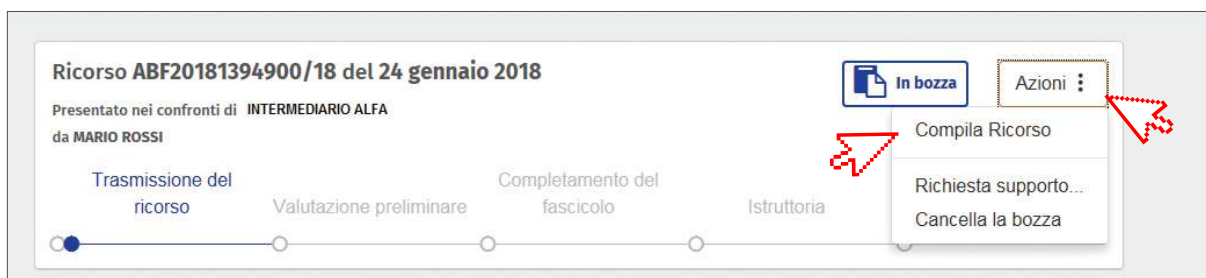 Ricorso ABF20181394900/18 del 24 gennaio 2018
In bozza
Azioni
Presentato nei confronti di INTERMEDIARIO ALFA
da MARIO ROSSI
Compila Ricorso
Richiesta supporto...
Cancella la bozza
Trasmissione del
ricorso
Valutazione preliminare
Completamento del
fascicolo
Istruttoria